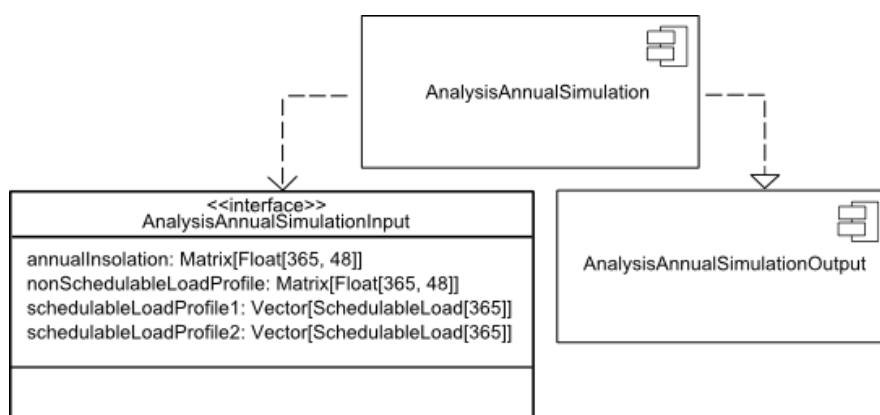 AnalysisAnnualSimulation
<<interface>>
AnalysisAnnualSimulationInput
annualInsolation: Matrix[Float[365, 48]]
nonSchedulableLoadProfile: Matrix[Float[365, 48]]
schedulableLoadProfile1: Vector[SchedulableLoad[365]]
schedulableLoadProfile2: Vector[SchedulableLoad[365]]
AnalysisAnnualSimulationOutput